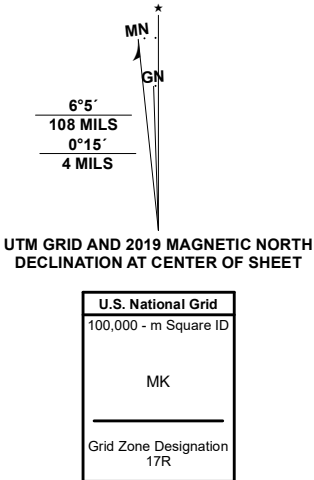 ★
MN
GN
6°5´
108 MILS
0°15´
4 MILS
UTM GRID AND 2019 MAGNETIC NORTH
DECLINATION AT CENTER OF SHEET
U.S. National Grid
100,000 - m Square ID
MK
Grid Zone Designation
17R